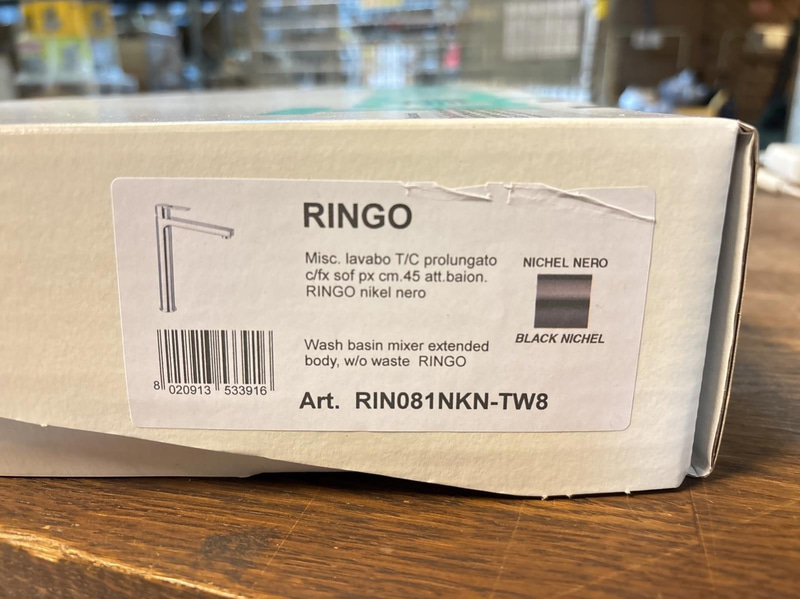 RINGO
Misc. lavabo T/C prolungato
c/fx sof px cm.45 att.baion.
RINGO nikel nero
NICHEL NERO
BLACK NICHEL
Wash basin mixer extended
body, w/o waste RINGO
8 020913 533916
Art. RIN081NKN-TW8